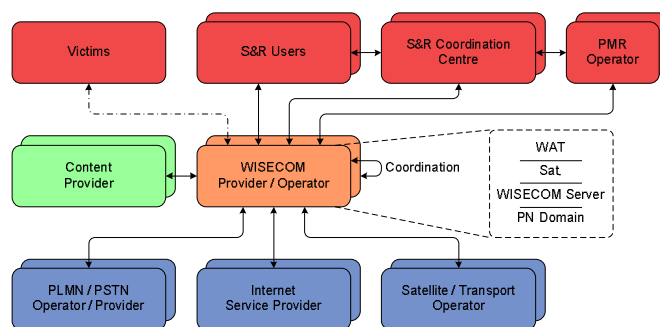 Victims
S&R Users
S&R Coordination
Centre
PMR
Operator
Content
Provider
WISECOM
Provider / Operator
Coordination
WAT
Sat.
WISECOM Server
PN Domain
PLMN / PSTN
Operator / Provider
Internet
Service Provider
Satellite / Transport
Operator